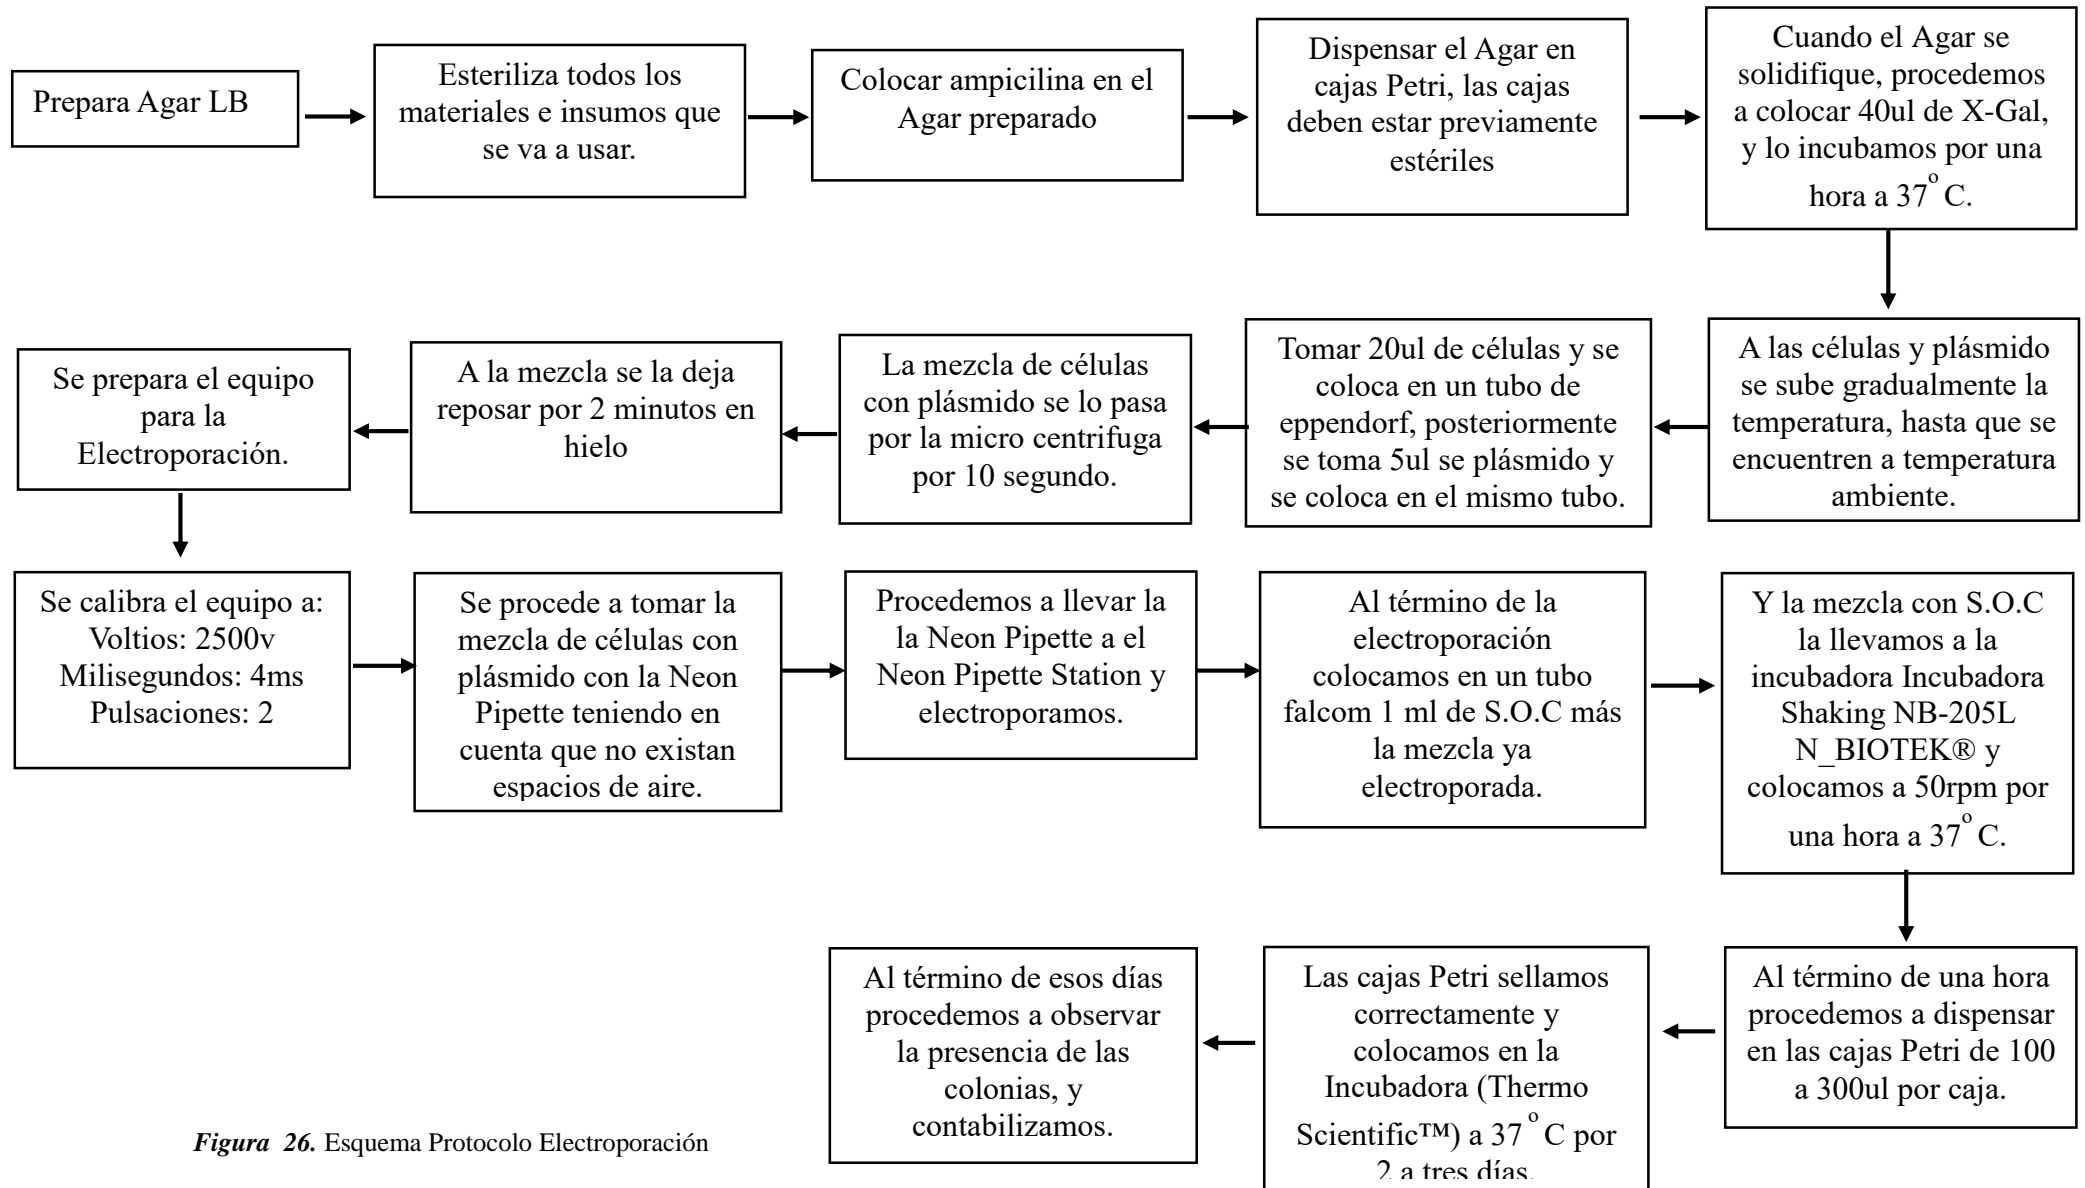 Prepara Agar LB
Esteriliza todos los
materiales e insumos que
se va a usar.
Colocar ampicilina en el
Agar preparado
Dispensar el Agar en
cajas Petri, las cajas
deben estar previamente
estériles
Cuando el Agar se
solidifique, procedemos
a colocar 40ul de X-Gal,
y lo incubamos por una
hora a 37° C.
A las células y plásmido
se sube gradualmente la
temperatura, hasta que se
encuentren a temperatura
ambiente.
Tomar 20ul de células y se
coloca en un tubo de
eppendorf, posteriormente
se toma 5ul se plásmido y
se coloca en el mismo tubo.
La mezcla de células
con plásmido se lo pasa
por la micro centrifuga
por 10 segundo.
A la mezcla se la deja
reposar por 2 minutos en
hielo
Se prepara el equipo
para la
Electroporación.
Se calibra el equipo a:
Voltios: 2500v
Milisegundos: 4ms
Pulsaciones: 2
Se procede a tomar la
mezcla de células con
plásmido con la Neon
Pipette teniendo en
cuenta que no existan
espacios de aire.
Procedemos a llevar la
la Neon Pipette a el
Neon Pipette Station y
electroporamos.
Al término de la
electroporación
colocamos en un tubo
falcom 1 ml de S.O.C más
la mezcla ya
electroporada.
Y la mezcla con S.O.C
la llevamos a la
incubadora Incubadora
Shaking NB-205L
N_BIOTEK® y
colocamos a 50rpm por
una hora a 37° C.
Al término de una hora
procedemos a dispensar
en las cajas Petri de 100
a 300ul por caja.
Las cajas Petri sellamos
correctamente y
colocamos en la
Incubadora (Thermo
Scientific™) a 37 ° C por
2 a tres días.
Al término de esos días
procedemos a observar
la presencia de las
colonias, y
contabilizamos.
Figura 26. Esquema Protocolo Electroporación